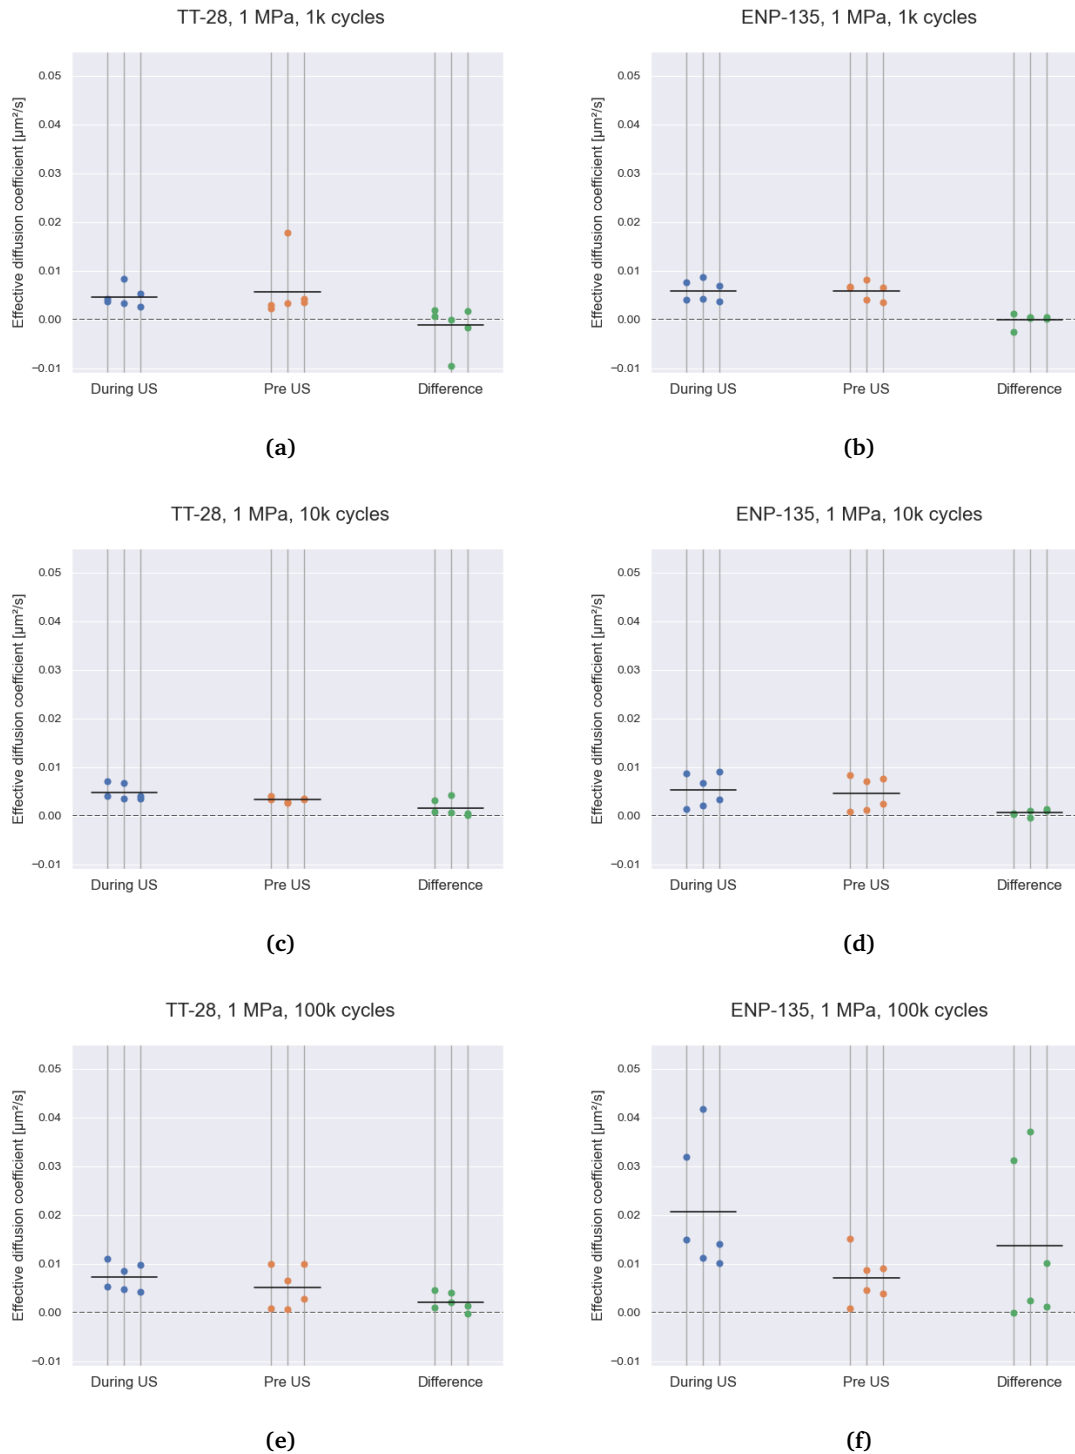 TT-28, 1 MPa, 1k cycles
Effective diffusion coefficient [µm²/s]
0.05
0.04
0.03
0.02
0.01
0.00
−0.01
During US Pre US Difference
(a)
ENP-135, 1 MPa, 1k cycles
Effective diffusion coefficient [µm²/s]
0.05
0.04
0.03
0.02
0.01
0.00
−0.01
During US Pre US Difference
(b)
TT-28, 1 MPa, 10k cycles
Effective diffusion coefficient [µm²/s]
0.05
0.04
0.03
0.02
0.01
0.00
−0.01
During US Pre US Difference
(c)
ENP-135, 1 MPa, 10k cycles
Effective diffusion coefficient [µm²/s]
0.05
0.04
0.03
0.02
0.01
0.00
−0.01
During US Pre US Difference
(d)
TT-28, 1 MPa, 100k cycles
Effective diffusion coefficient [µm²/s]
0.05
0.04
0.03
0.02
0.01
0.00
−0.01
During US Pre US Difference
(e)
ENP-135, 1 MPa, 100k cycles
Effective diffusion coefficient [µm²/s]
0.05
0.04
0.03
0.02
0.01
0.00
−0.01
During US Pre US Difference
(f)